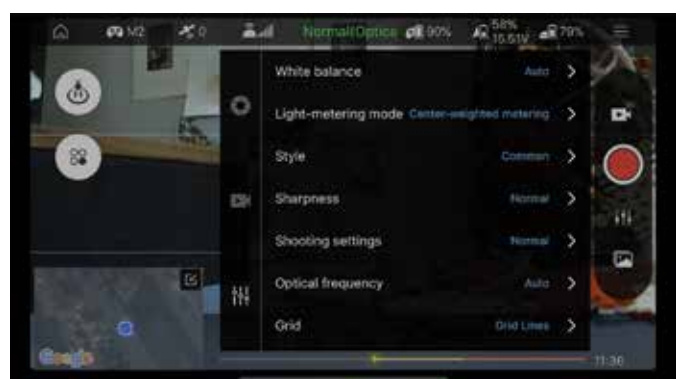 M2 0 Normal(Optics 90% 58% 15.51V 79%
White balance Auto
Light-metering mode Center-weighted metering
Style Common
Sharpness Normal
Shooting settings Normal
Optical frequency Auto
Grid Grid Lines
Google
11:36